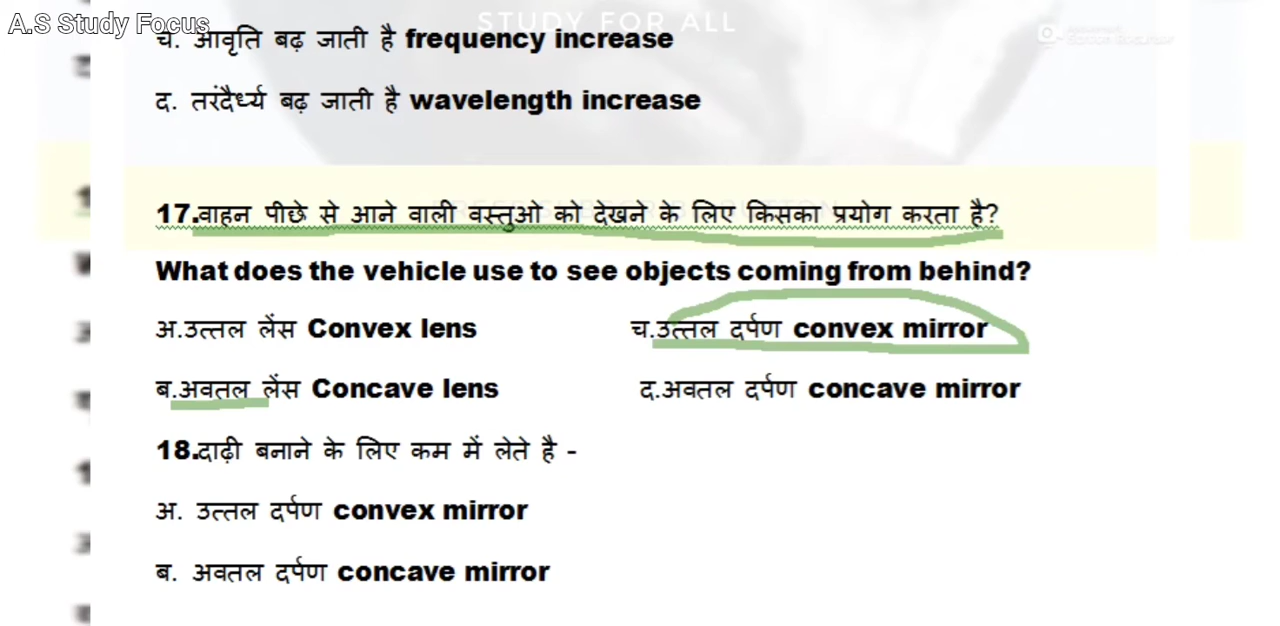 A.S Study Focus
STUDY FOR ALL
च. आवृति बढ़ जाती है frequency increase
द. तरंदैर्ध्य बढ़ जाती है wavelength increase
17.वाहन पीछे से आने वाली वस्तुओ को देखने के लिए किसका प्रयोग करता है?
What does the vehicle use to see objects coming from behind?
अ.उत्तल लेंस Convex lens च.उत्तल दर्पण convex mirror
ब.अवतल लेंस Concave lens द.अवतल दर्पण concave mirror
18.दाढ़ी बनाने के लिए कम में लेते है -
अ. उत्तल दर्पण convex mirror
ब. अवतल दर्पण concave mirror